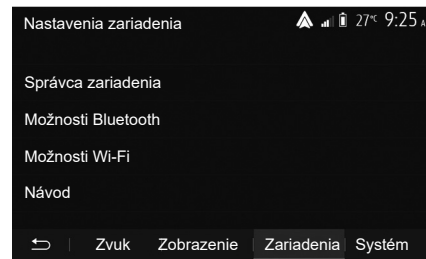 Nastavenia zariadenia 27°C 9:25
Správca zariadenia
Možnosti Bluetooth
Možnosti Wi-Fi
Návod
Zvuk Zobrazenie Zariadenia Systém